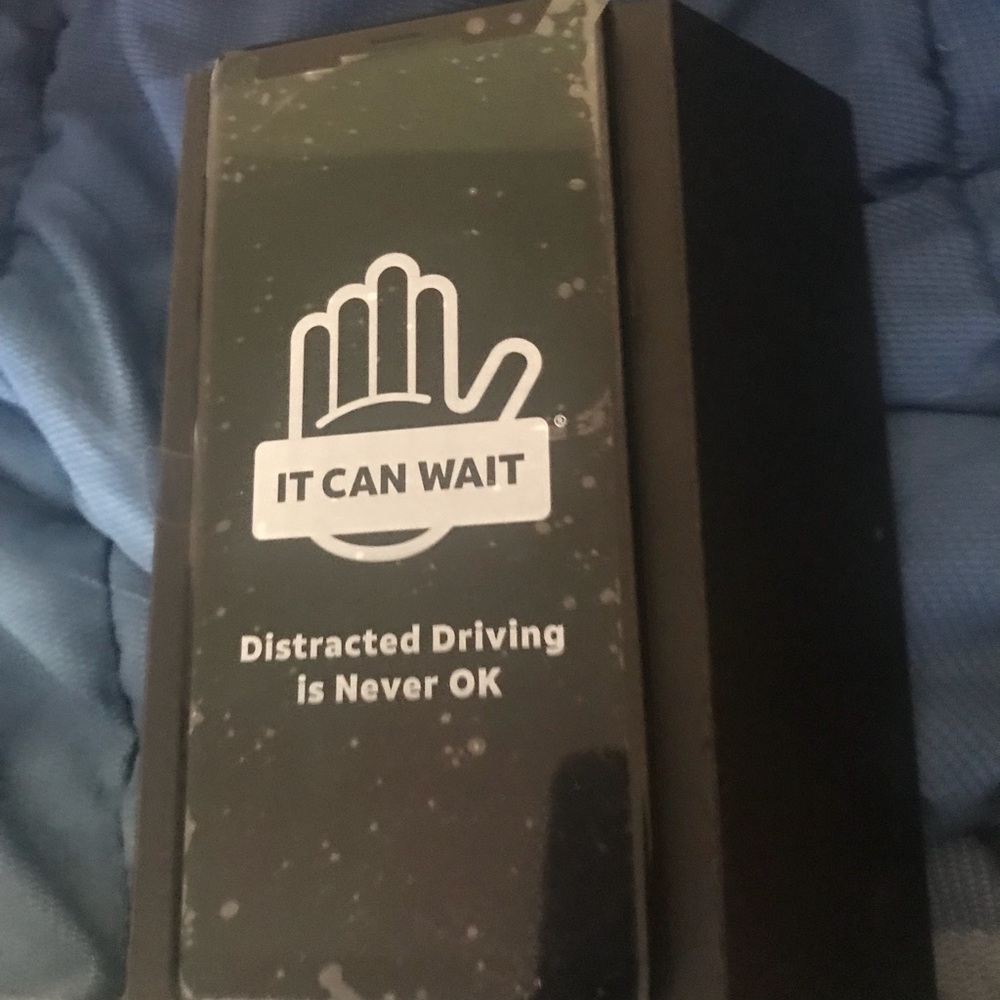 ®
IT CAN WAIT
Distracted Driving
is Never OK